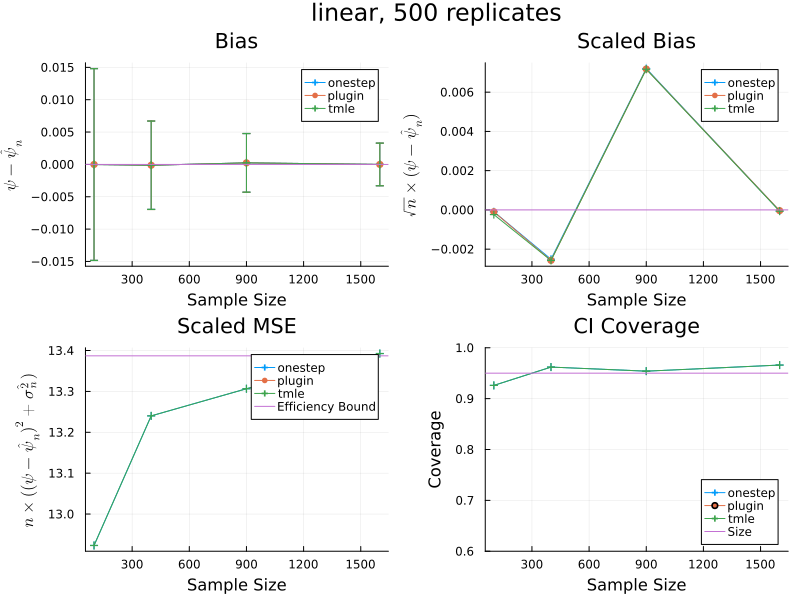 linear, 500 replicates
Bias
0.015
0.010
0.005
0.000
−0.005
−0.010
−0.015
ψ − ψ̂ₙ
300 600 900 1200 1500
Sample Size
onestep
plugin
tmle
Scaled Bias
0.006
0.004
0.002
0.000
−0.002
√n × (ψ − ψ̂ₙ)
300 600 900 1200 1500
Sample Size
onestep
plugin
tmle
Scaled MSE
13.4
13.3
13.2
13.1
13.0
n × ((ψ − ψ̂ₙ)² + σ̂²ₙ)
300 600 900 1200 1500
Sample Size
onestep
plugin
tmle
Efficiency Bound
CI Coverage
1.0
0.9
0.8
0.7
0.6
Coverage
300 600 900 1200 1500
Sample Size
onestep
plugin
tmle
Size